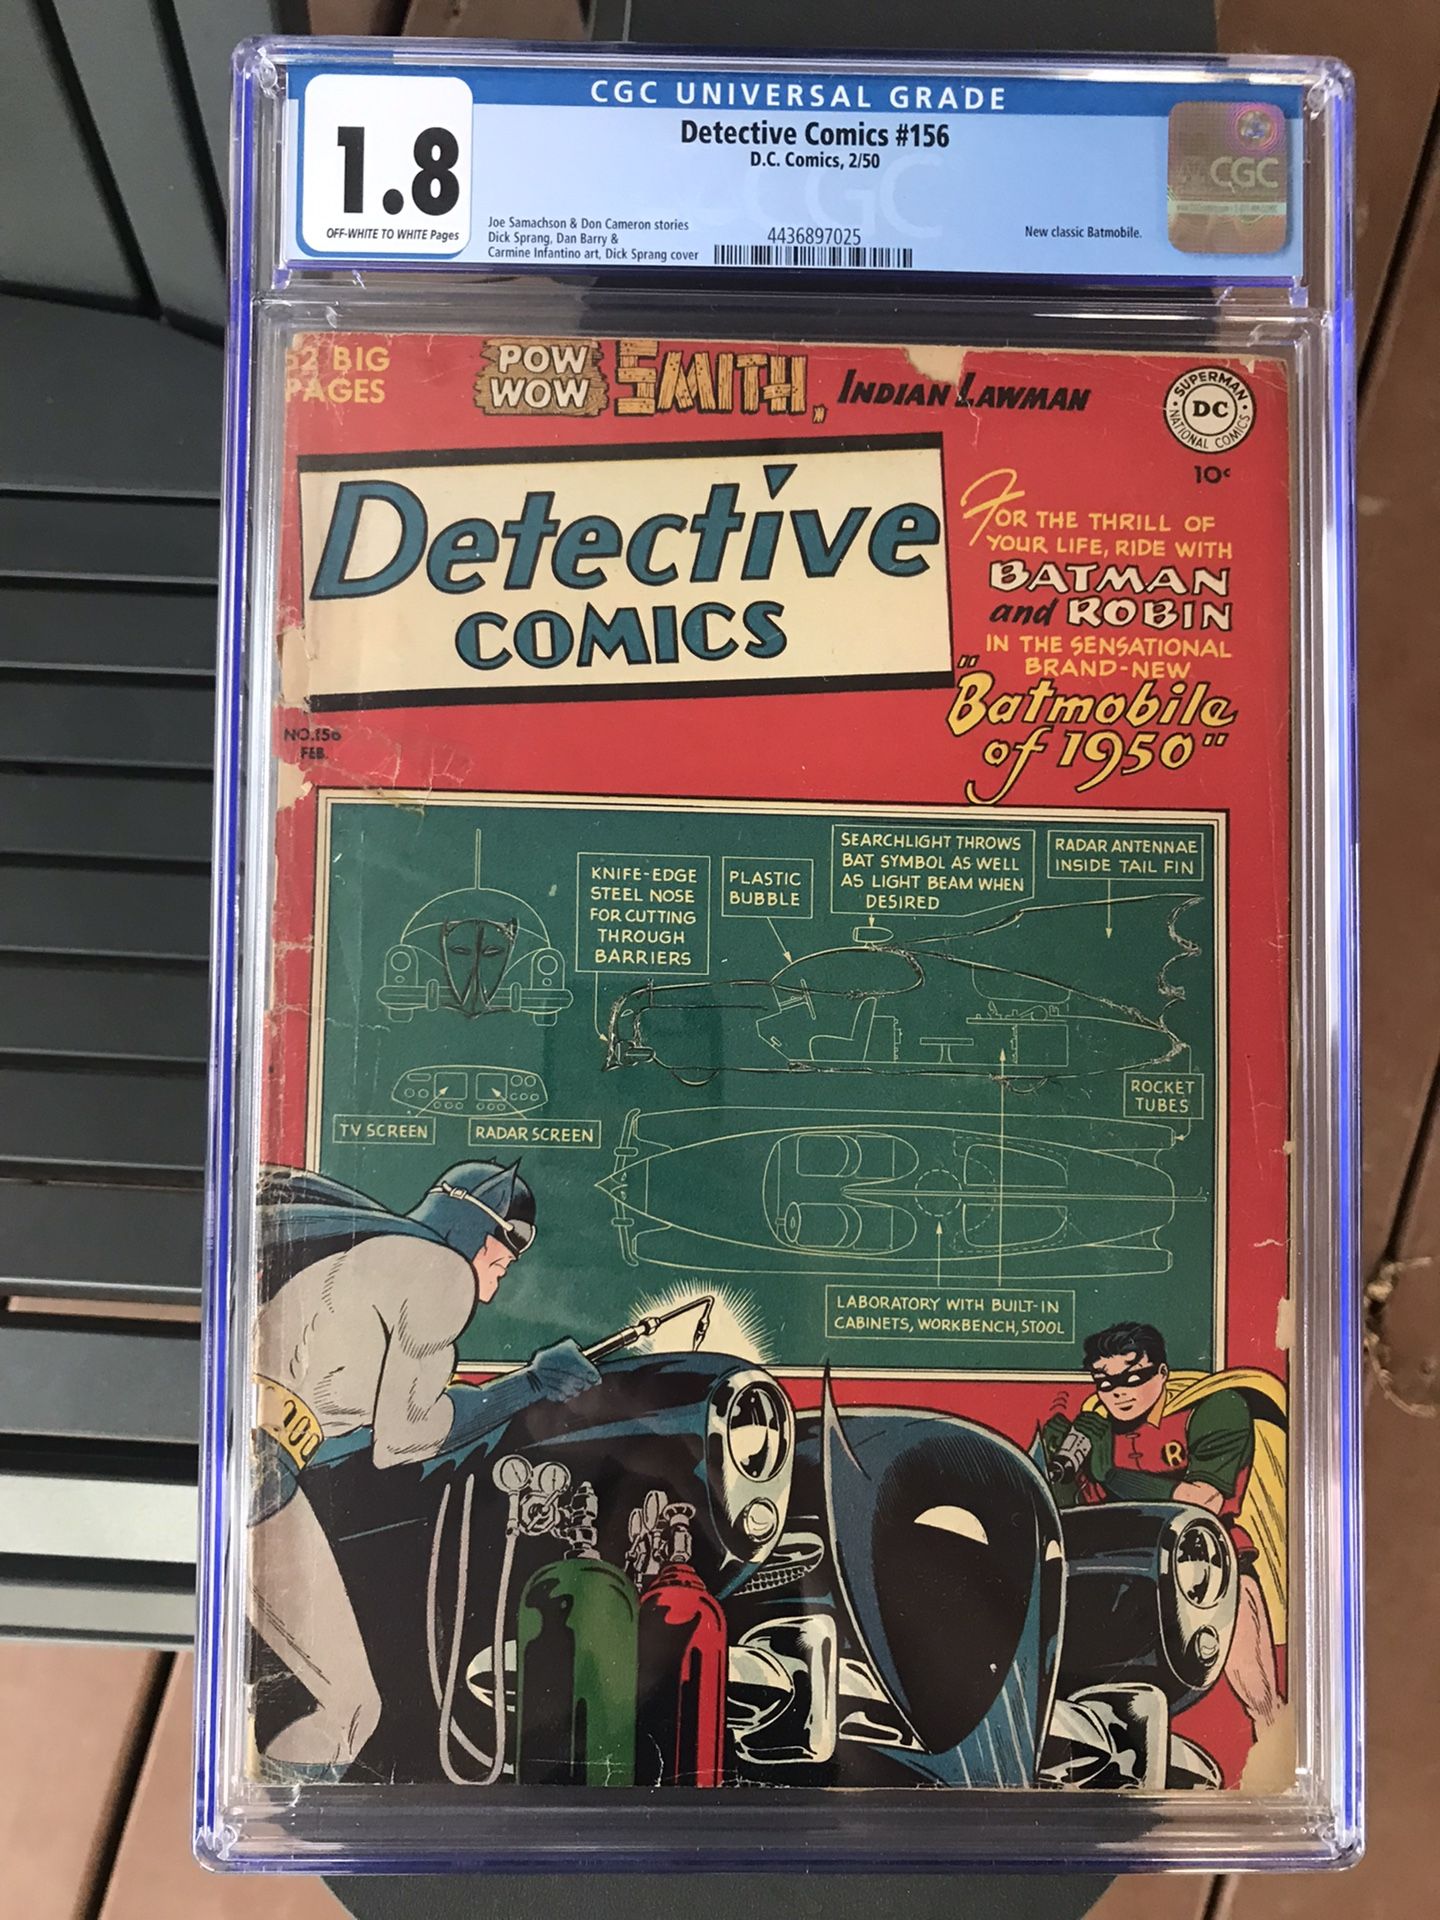 CGC UNIVERSAL GRADE
1.8
OFF-WHITE TO WHITE Pages
Detective Comics #156
D.C. Comics, 2/50
Joe Samachson & Don Cameron stories
Dick Sprang, Dan Barry &
Carmine Infantino art, Dick Sprang cover
4436897025
New classic Batmobile.
CGC
52 BIG
PAGES
POW
WOW
SMITH,
INDIAN LAWMAN
SUPERMAN
DC
NATIONAL COMICS
10¢
Detective
COMICS
FOR THE THRILL OF
YOUR LIFE, RIDE WITH
BATMAN
and ROBIN
IN THE SENSATIONAL
BRAND-NEW
"Batmobile
of 1950"
NO.156
FEB.
KNIFE-EDGE
STEEL NOSE
FOR CUTTING
THROUGH
BARRIERS
PLASTIC
BUBBLE
SEARCHLIGHT THROWS
BAT SYMBOL AS WELL
AS LIGHT BEAM WHEN
DESIRED
RADAR ANTENNAE
INSIDE TAIL FIN
TV SCREEN
RADAR SCREEN
ROCKET
TUBES
LABORATORY WITH BUILT-IN
CABINETS, WORKBENCH, STOOL
R